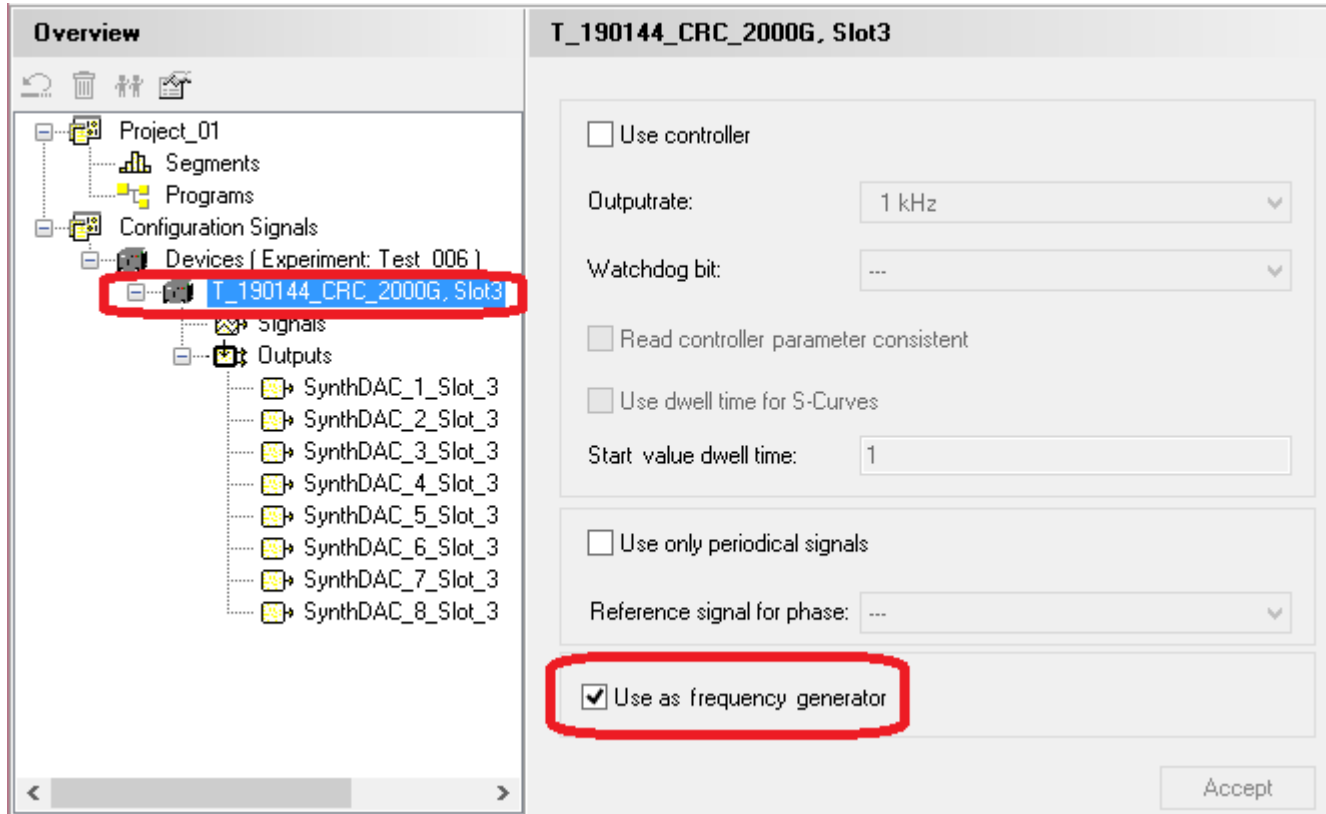 Overview
Project_01
Segments
Programs
Configuration Signals
Devices ( Experiment: Test_006 )
T_190144_CRC_2000G, Slot3
Signals
Outputs
SynthDAC_1_Slot_3
SynthDAC_2_Slot_3
SynthDAC_3_Slot_3
SynthDAC_4_Slot_3
SynthDAC_5_Slot_3
SynthDAC_6_Slot_3
SynthDAC_7_Slot_3
SynthDAC_8_Slot_3
T_190144_CRC_2000G, Slot3
Use controller
Outputrate: 1 kHz
Watchdog bit: ---
Read controller parameter consistent
Use dwell time for S-Curves
Start value dwell time: 1
Use only periodical signals
Reference signal for phase: ---
Use as frequency generator
Accept